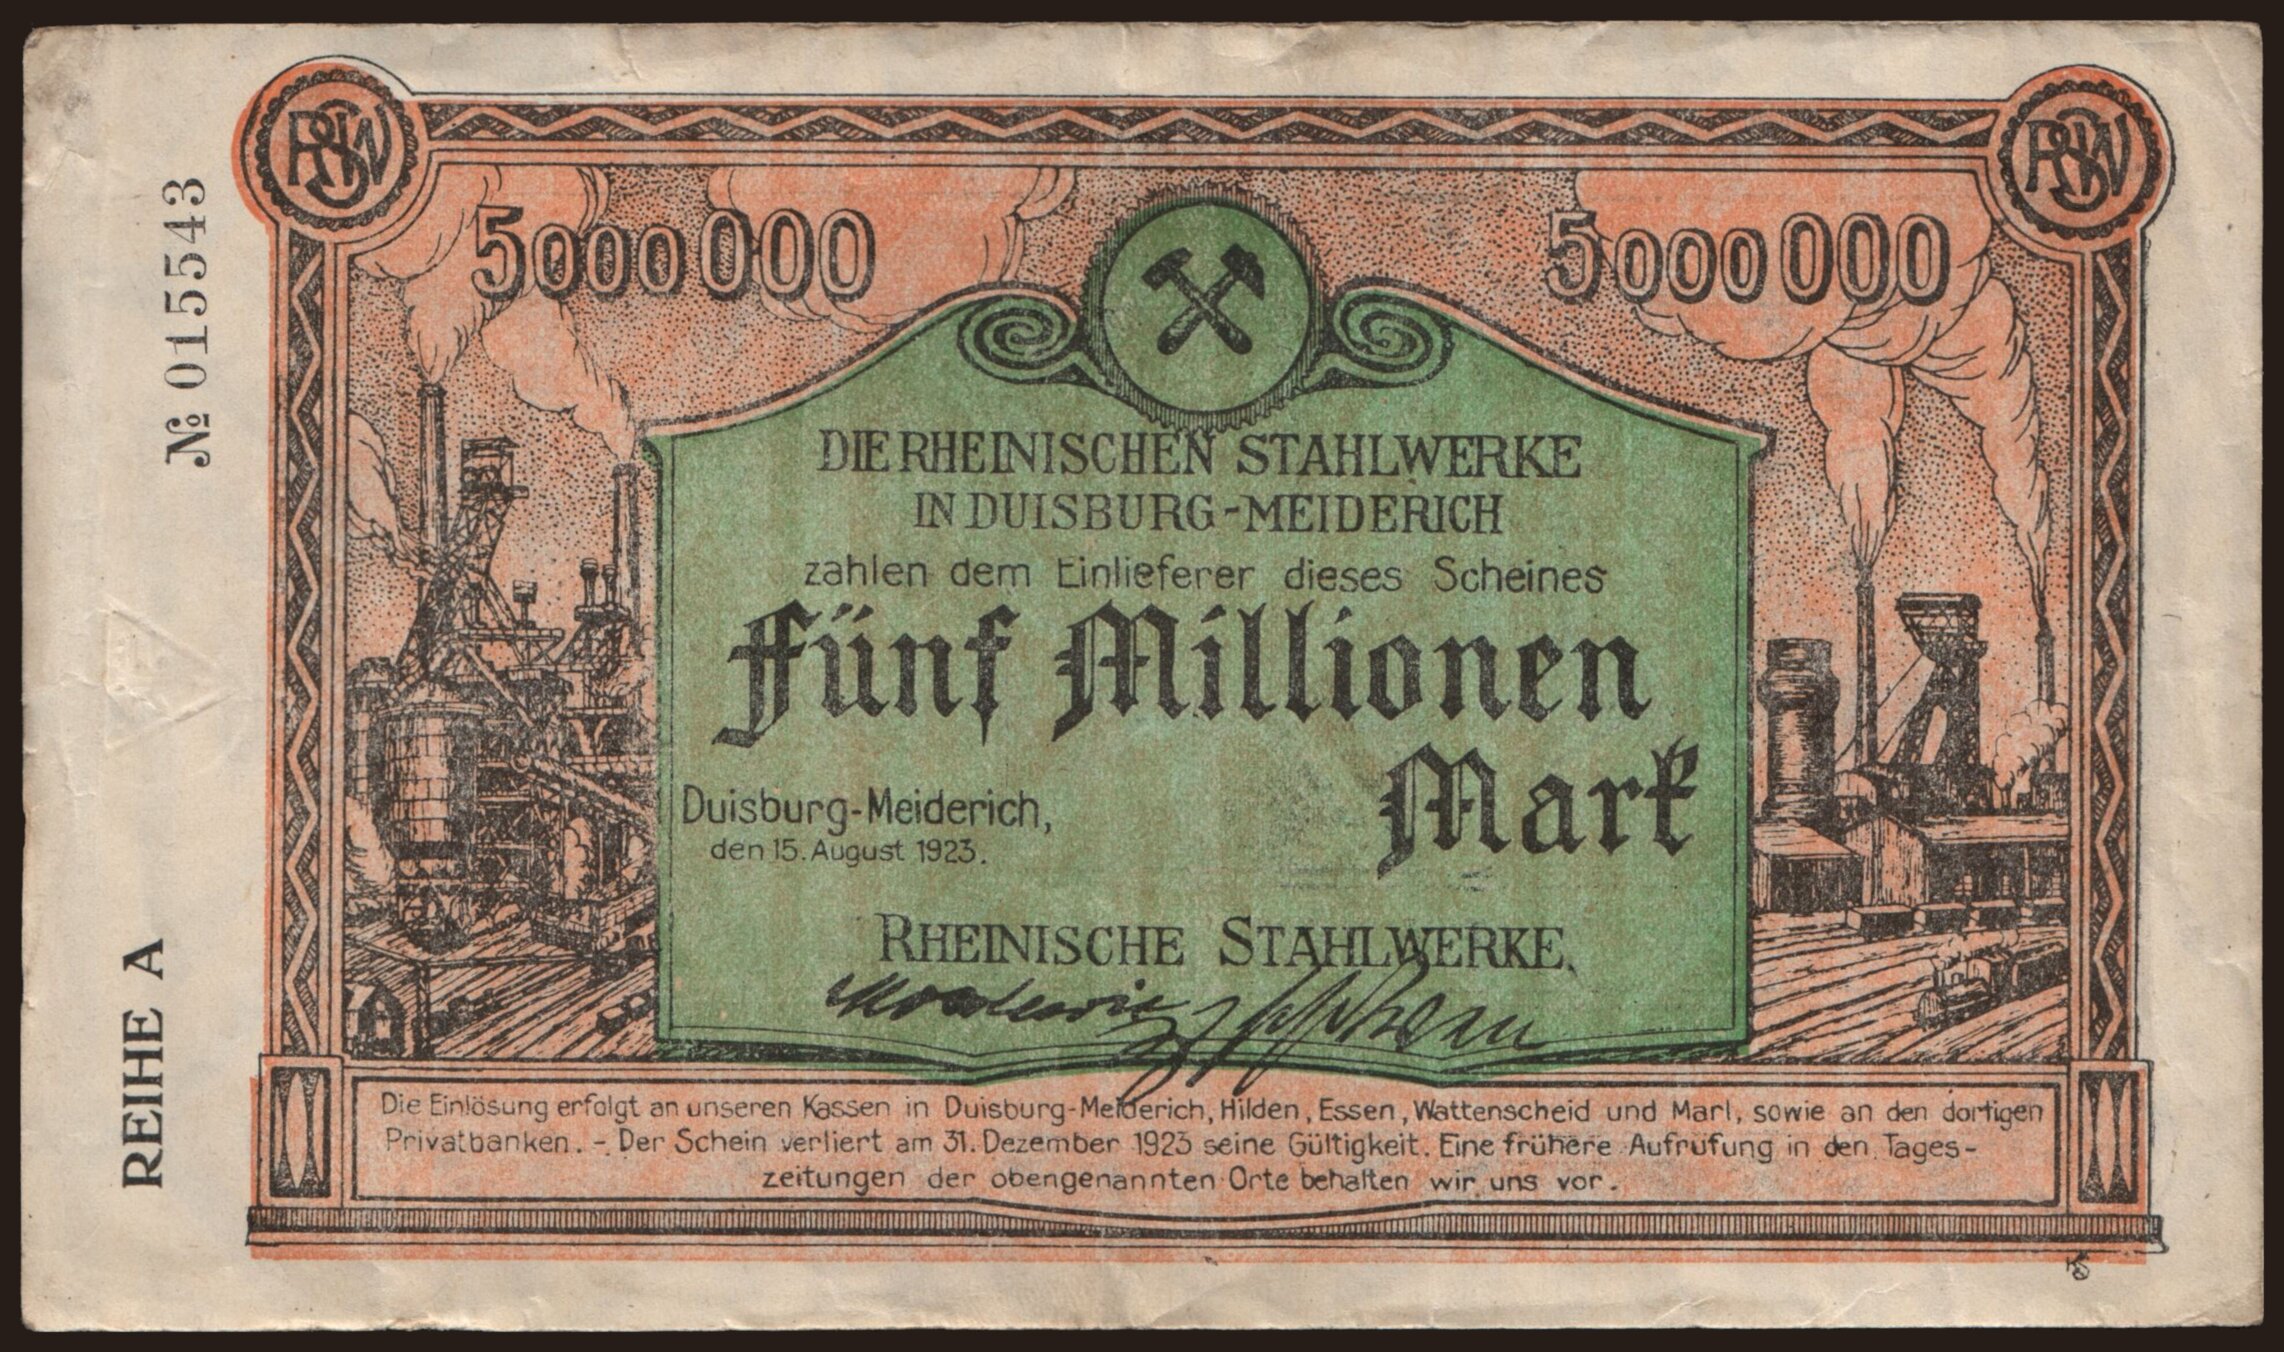 RSW
RSW
5000000
5000000
№ 015543
REIHE A
DIE RHEINISCHEN STAHLWERKE
IN DUISBURG-MEIDERICH
zahlen dem Einlieferer dieses Scheines
Fünf Millionen
Mark
Duisburg-Meiderich,
den 15. August 1923.
RHEINISCHE STAHLWERKE.
Die Einlösung erfolgt an unseren Kassen in Duisburg-Meiderich, Hilden, Essen, Wattenscheid und Marl, sowie an den dortigen
Privatbanken. – Der Schein verliert am 31. Dezember 1923 seine Gültigkeit. Eine frühere Aufrufung in den Tages-
zeitungen der obengenannten Orte behalten wir uns vor.